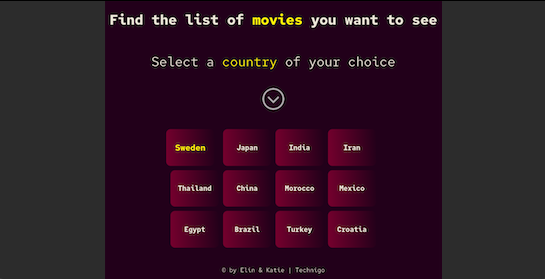 Find the list of movies you want to see
Select a country of your choice
Sweden Japan India Iran
Thailand China Morocco Mexico
Egypt Brazil Turkey Croatia
© by Elin & Katie | Technigo